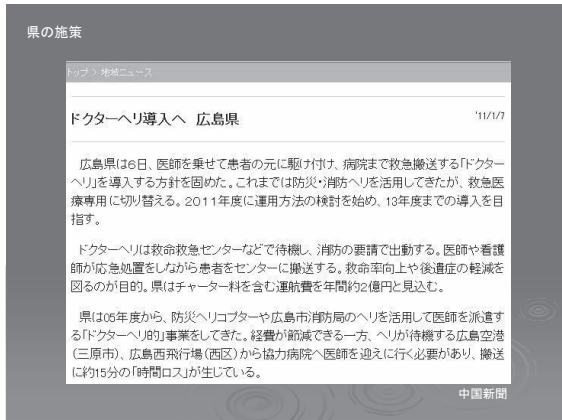 県の施策
トップ > 地域ニュース
ドクターヘリ導入へ　広島県
'11/1/7
広島県は6日、医師を乗せて患者の元に駆け付け、病院まで救急搬送する「ドクター
ヘリ」を導入する方針を固めた。これまでは防災・消防ヘリを活用してきたが、救急医
療専用に切り替える。2011年度に運用方法の検討を始め、13年度までの導入を目
指す。
ドクターヘリは救命救急センターなどで待機し、消防の要請で出動する。医師や看護
師が応急処置をしながら患者をセンターに搬送する。救命率向上や後遺症の軽減を
図るのが目的。県はチャーター料を含む運航費を年間約2億円と見込む。
県は05年度から、防災ヘリコプターや広島市消防局のヘリを活用して医師を派遣す
る「ドクターヘリ的」事業をしてきた。経費が節減できる一方、ヘリが待機する広島空港
(三原市)、広島西飛行場(西区)から協力病院へ医師を迎えに行く必要があり、搬送
に約15分の「時間ロス」が生じている。
中国新聞